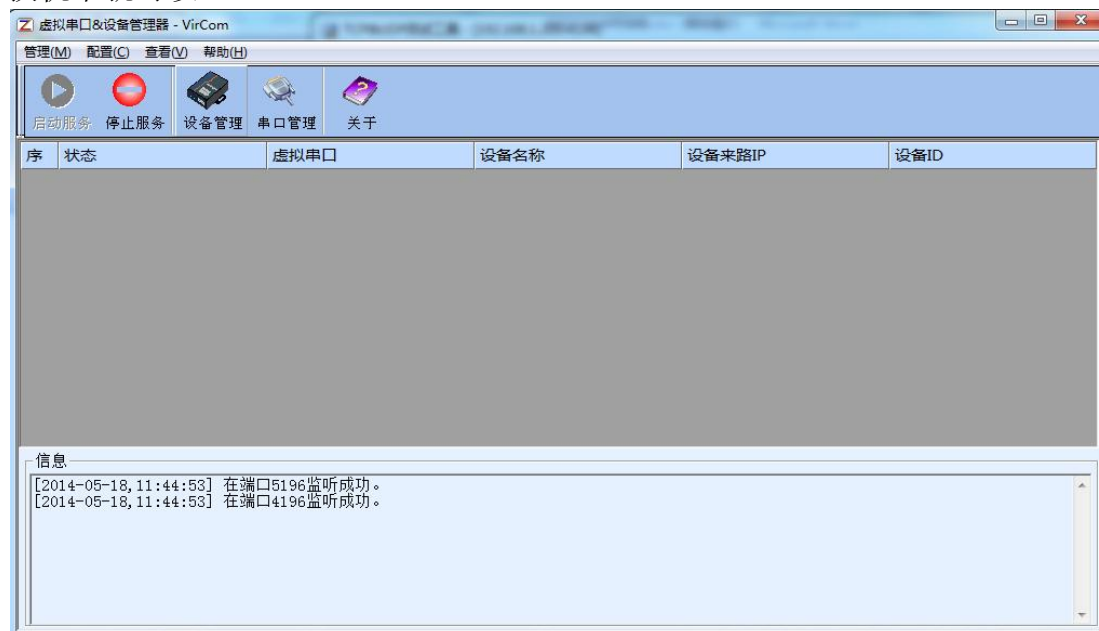 虚拟串口&设备管理器 - VirCom
管理(M) 配置(C) 查看(V) 帮助(H)
启动服务 停止服务 设备管理 串口管理 关于
序 状态 虚拟串口 设备名称 设备来路IP 设备ID
信息
[2014-05-18,11:44:53] 在端口5196监听成功。
[2014-05-18,11:44:53] 在端口4196监听成功。